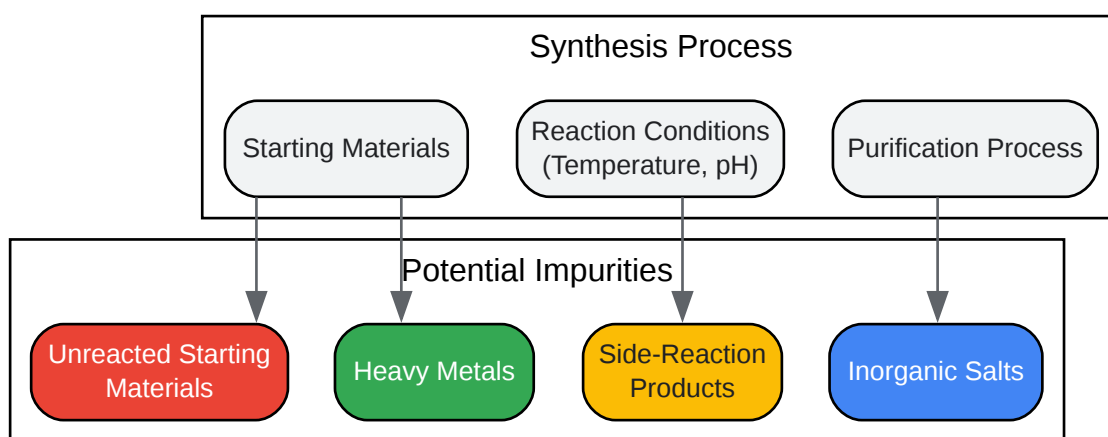 Synthesis Process
Starting Materials
Reaction Conditions
(Temperature, pH)
Purification Process
Potential Impurities
Unreacted Starting
Materials
Heavy Metals
Side-Reaction
Products
Inorganic Salts